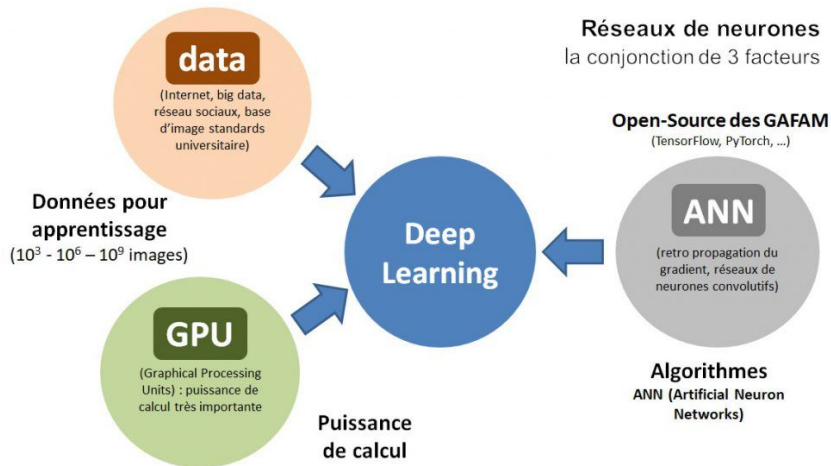 Réseaux de neurones
la conjonction de 3 facteurs
data
(Internet, big data,
réseau sociaux, base
d'image standards
universitaire)
Données pour
apprentissage
(10³ - 10⁶ – 10⁹ images)
GPU
(Graphical Processing
Units) : puissance de
calcul très importante
Puissance
de calcul
Deep
Learning
Open-Source des GAFAM
(TensorFlow, PyTorch, ...)
ANN
(retro propagation du
gradient, réseaux de
neurones convolutifs)
Algorithmes
ANN (Artificial Neuron
Networks)